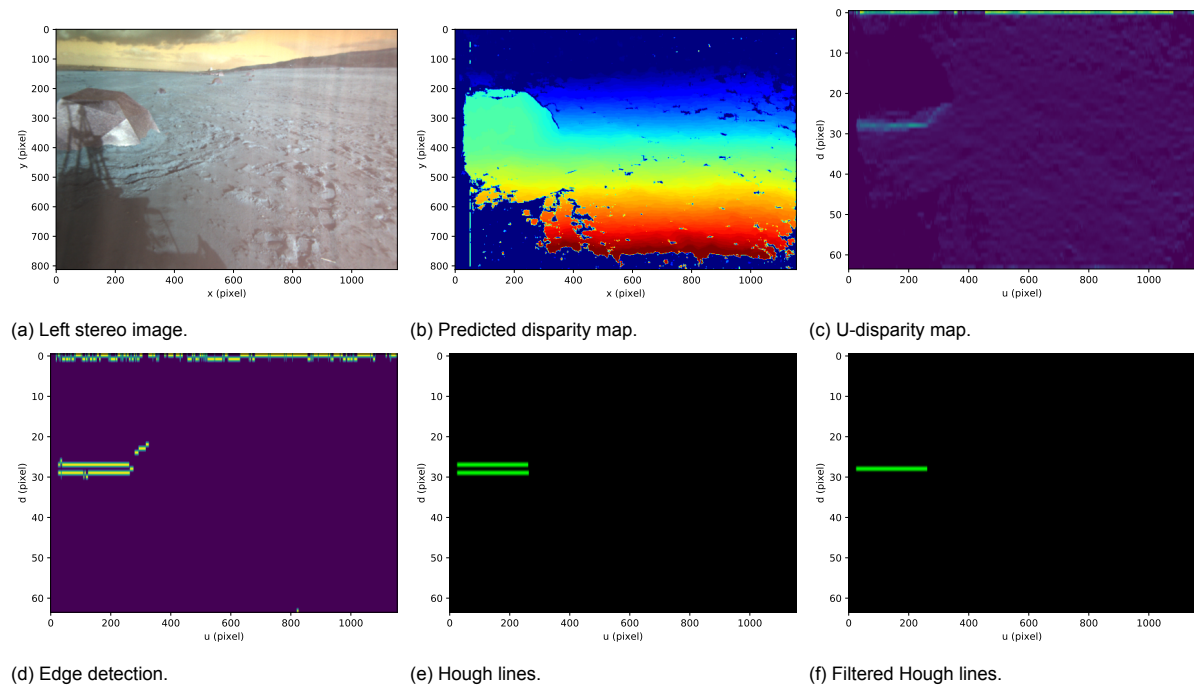 0
100
200
300
400
500
600
700
800
y (pixel)
0 200 400 600 800 1000
x (pixel)
(a) Left stereo image.
0
100
200
300
400
500
600
700
800
y (pixel)
0 200 400 600 800 1000
x (pixel)
(b) Predicted disparity map.
0
10
20
30
40
50
60
d (pixel)
0 200 400 600 800 1000
u (pixel)
(c) U-disparity map.
0
10
20
30
40
50
60
d (pixel)
0 200 400 600 800 1000
u (pixel)
(d) Edge detection.
0
10
20
30
40
50
60
d (pixel)
0 200 400 600 800 1000
u (pixel)
(e) Hough lines.
0
10
20
30
40
50
60
d (pixel)
0 200 400 600 800 1000
u (pixel)
(f) Filtered Hough lines.